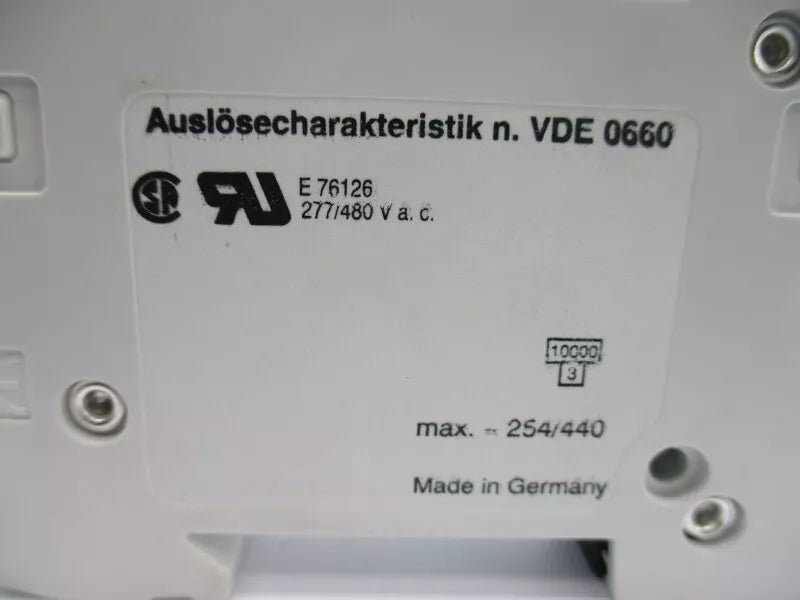 Auslösecharakteristik n. VDE 0660
E 76126
277/480 V a. c.
10000
3
max. ~ 254/440
Made in Germany